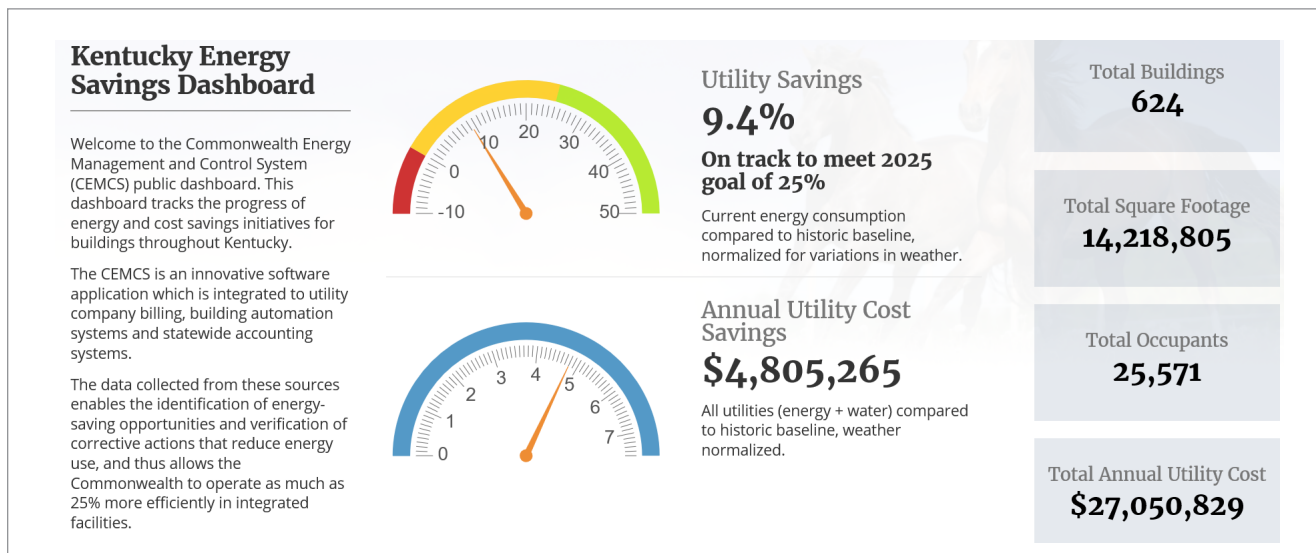 Kentucky Energy
Savings Dashboard
Welcome to the Commonwealth Energy
Management and Control System
(CEMCS) public dashboard. This
dashboard tracks the progress of
energy and cost savings initiatives for
buildings throughout Kentucky.
The CEMCS is an innovative software
application which is integrated to utility
company billing, building automation
systems and statewide accounting
systems.
The data collected from these sources
enables the identification of energy-
saving opportunities and verification of
corrective actions that reduce energy
use, and thus allows the
Commonwealth to operate as much as
25% more efficiently in integrated
facilities.
-10
0
10
20
30
40
50
Utility Savings
9.4%
On track to meet 2025
goal of 25%
Current energy consumption
compared to historic baseline,
normalized for variations in weather.
0
1
2
3
4
5
6
7
Annual Utility Cost
Savings
$4,805,265
All utilities (energy + water) compared
to historic baseline, weather
normalized.
Total Buildings
624
Total Square Footage
14,218,805
Total Occupants
25,571
Total Annual Utility Cost
$27,050,829